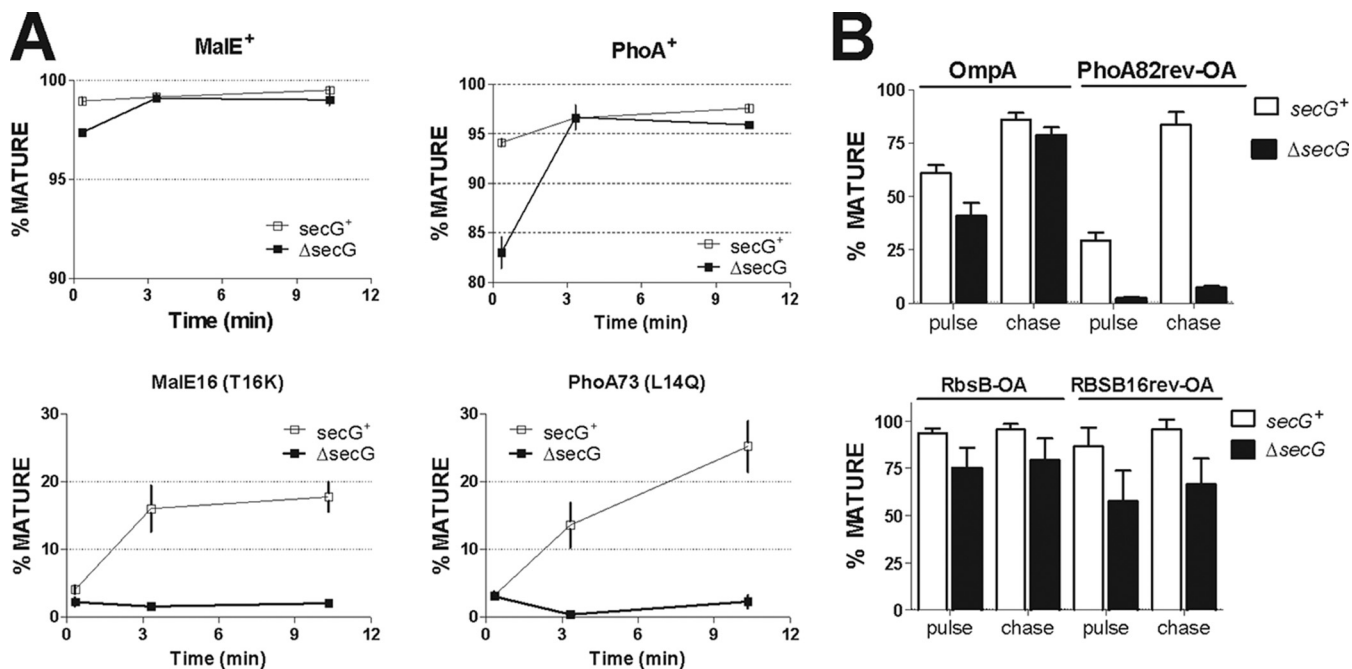 A
MalE+
% MATURE
100
95
90
secG+
ΔsecG
0 3 6 9 12
Time (min)
PhoA+
% MATURE
100
95
90
85
80
secG+
ΔsecG
0 3 6 9 12
Time (min)
MalE16 (T16K)
% MATURE
30
20
10
0
secG+
ΔsecG
0 3 6 9 12
Time (min)
PhoA73 (L14Q)
% MATURE
30
20
10
0
secG+
ΔsecG
0 3 6 9 12
Time (min)
B
OmpA PhoA82rev-OA
% MATURE
100
75
50
25
0
pulse chase pulse chase
secG+
ΔsecG
RbsB-OA RBSB16rev-OA
% MATURE
100
75
50
25
0
pulse chase pulse chase
secG+
ΔsecG